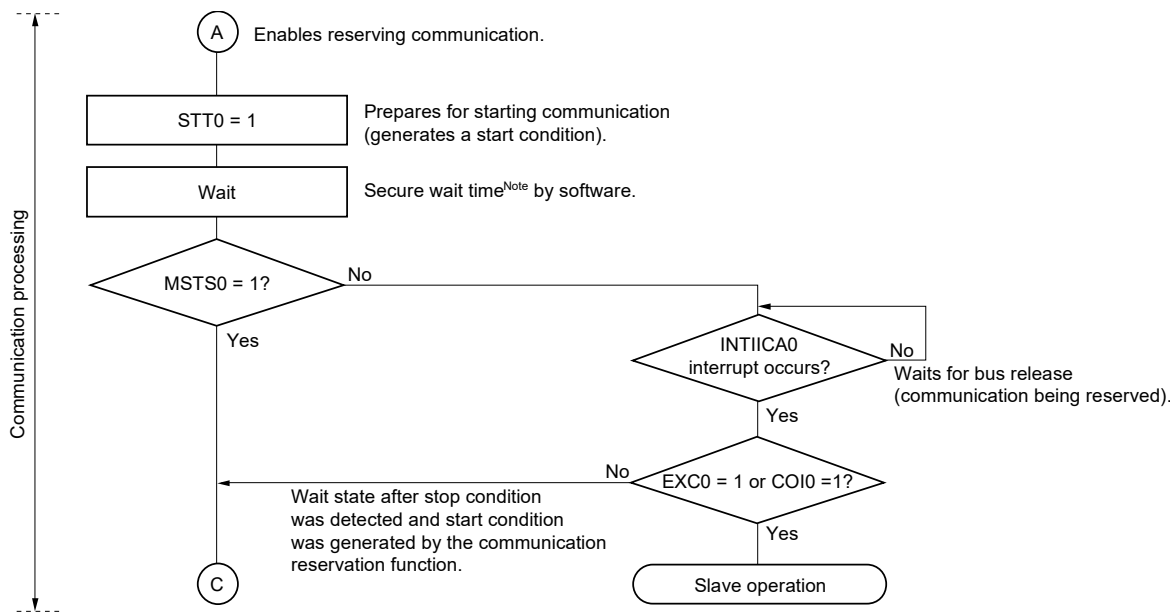 A
Enables reserving communication.
STT0 = 1
Prepares for starting communication
(generates a start condition).
Wait
Secure wait timeNote by software.
MSTS0 = 1?
No
Yes
INTIICA0
interrupt occurs?
No
Waits for bus release
(communication being reserved).
Yes
EXC0 = 1 or COI0 =1?
No
Wait state after stop condition
was detected and start condition
was generated by the communication
reservation function.
Yes
C
Slave operation
Communication processing